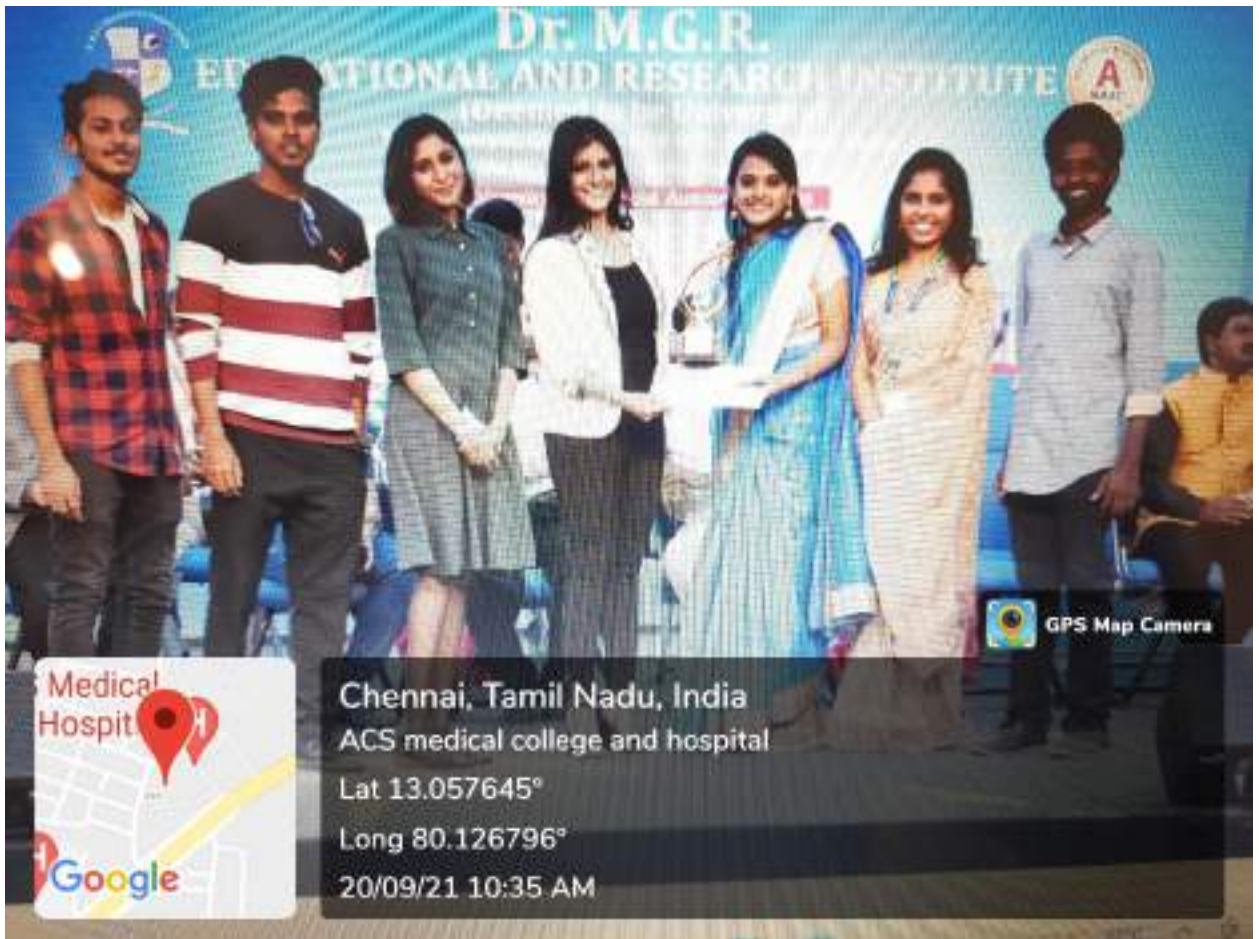 Dr. M.G.R.
EDUCATIONAL AND RESEARCH INSTITUTE
A
NAAC
GPS Map Camera
Medical
Hospit
H
Chennai, Tamil Nadu, India
ACS medical college and hospital
Lat 13.057645°
Long 80.126796°
20/09/21 10:35 AM
H
Google